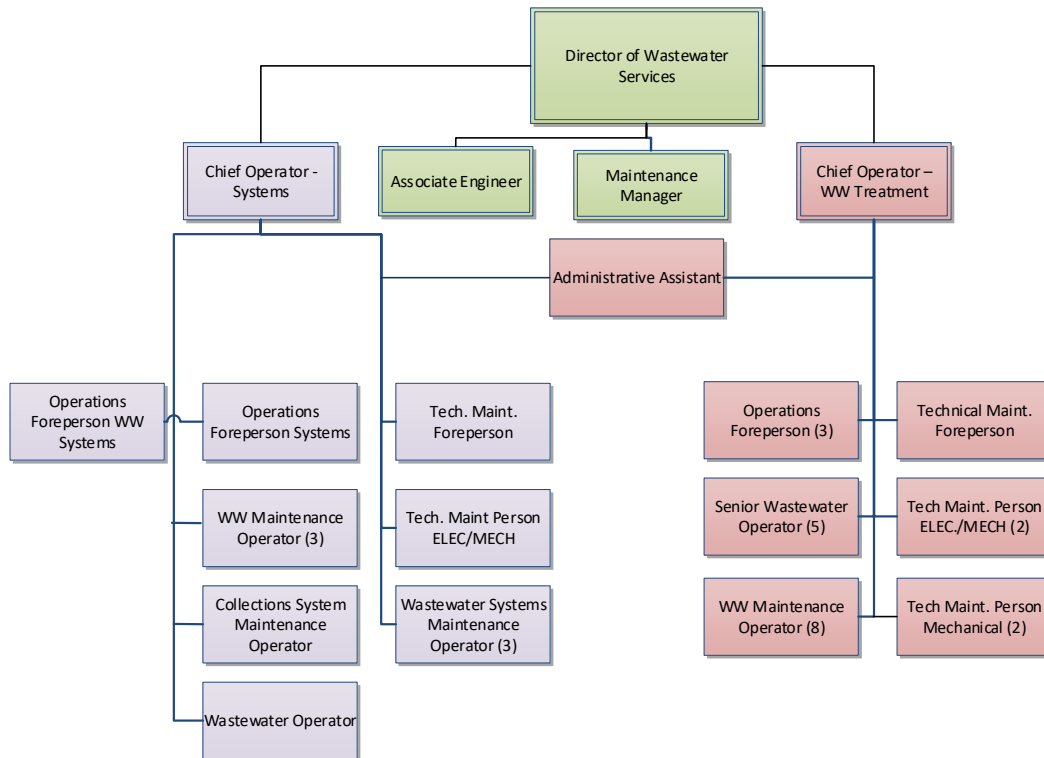 Director of Wastewater
Services
Chief Operator -
Systems
Associate Engineer
Maintenance
Manager
Chief Operator –
WW Treatment
Administrative Assistant
Operations
Foreperson WW
Systems
Operations
Foreperson Systems
Tech. Maint.
Foreperson
Operations
Foreperson (3)
Technical Maint.
Foreperson
WW Maintenance
Operator (3)
Tech. Maint Person
ELEC/MECH
Senior Wastewater
Operator (5)
Tech Maint. Person
ELEC./MECH (2)
Collections System
Maintenance
Operator
Wastewater Systems
Maintenance
Operator (3)
WW Maintenance
Operator (8)
Tech Maint. Person
Mechanical (2)
Wastewater Operator